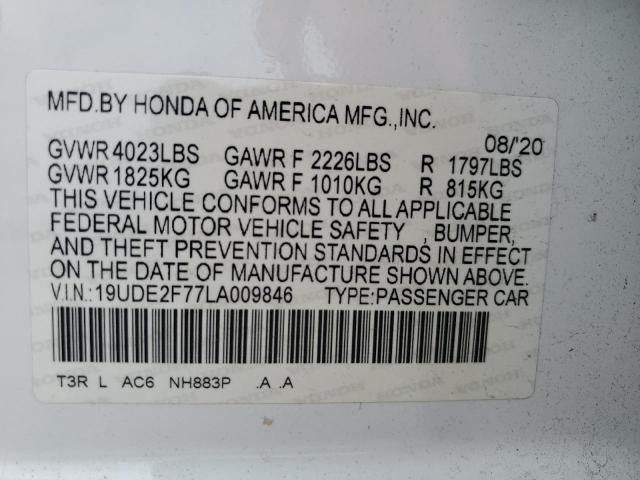 MFD.BY HONDA OF AMERICA MFG.,INC.
08/'20
GVWR 4023LBS GAWR F 2226LBS R 1797LBS
GVWR 1825KG GAWR F 1010KG R 815KG
THIS VEHICLE CONFORMS TO ALL APPLICABLE
FEDERAL MOTOR VEHICLE SAFETY , BUMPER,
AND THEFT PREVENTION STANDARDS IN EFFECT
ON THE DATE OF MANUFACTURE SHOWN ABOVE.
V.I.N.:19UDE2F77LA009846 TYPE:PASSENGER CAR
T3R L AC6 NH883P .A .A